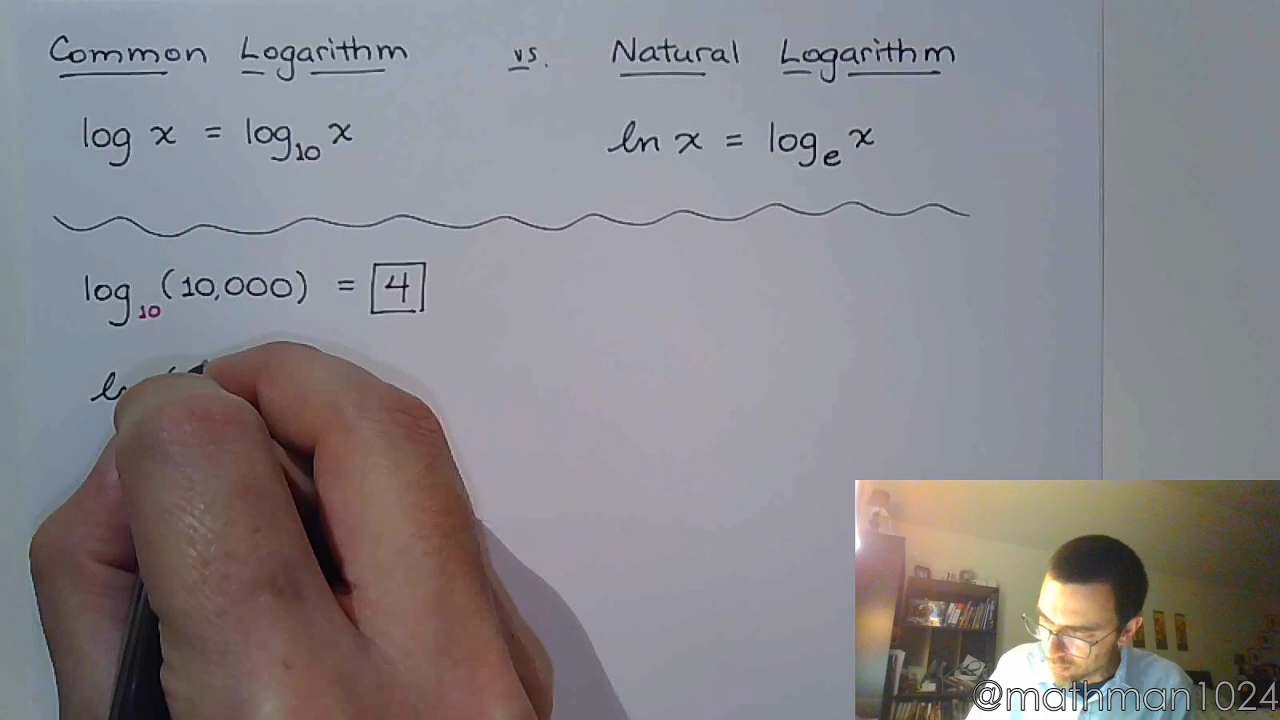 Common Logarithm vs. Natural Logarithm
log x = log₁₀ x ln x = logₑ x
log₁₀(10,000) = 4
@mathman1024